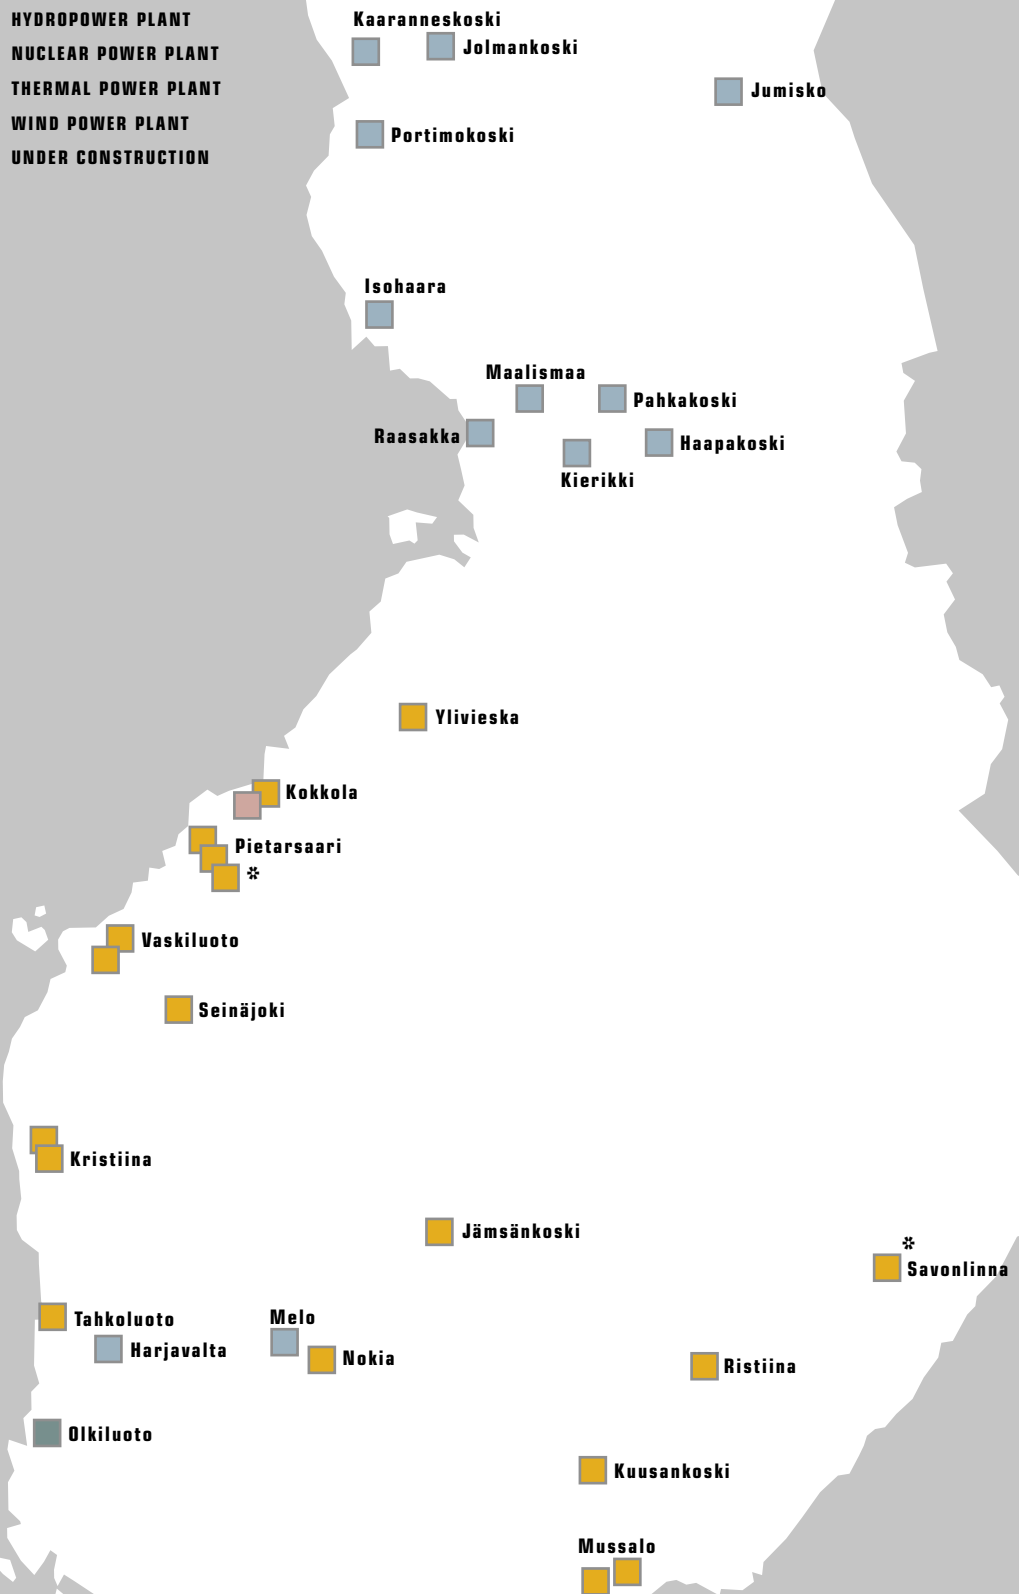 HYDROPOWER PLANT
NUCLEAR POWER PLANT
THERMAL POWER PLANT
WIND POWER PLANT
UNDER CONSTRUCTION
Kaaranneskoski
Jolmankoski
Jumisko
Portimokoski
Isohaara
Maalismaa
Pahkakoski
Raasakka
Haapakoski
Kierikki
Ylivieska
Kokkola
Pietarsaari
*
Vaskiluoto
Seinäjoki
Kristiina
Jämsänkoski
*
Savonlinna
Tahkoluoto
Melo
Harjavalta
Nokia
Ristiina
Olkiluoto
Kuusankoski
Mussalo